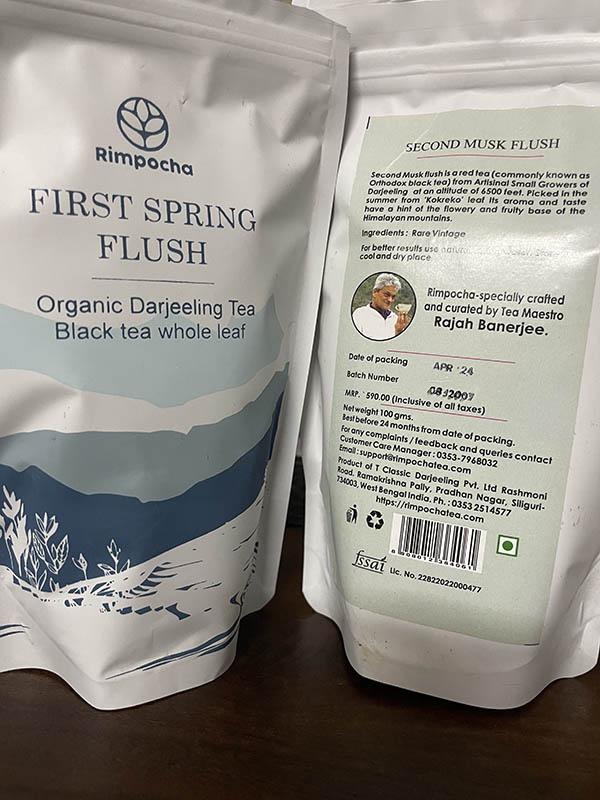 Rimpocha
FIRST SPRING
FLUSH
Organic Darjeeling Tea
Black tea whole leaf
SECOND MUSK FLUSH
Second Musk flush is a red tea (commonly known as
Orthodox black tea) from Artisinal Small Growers of
Darjeeling at an altitude of 6500 feet. Picked in the
summer from 'Kokreko' leaf its aroma and taste
have a hint of the flowery and fruity base of the
Himalayan mountains.
Ingredients: Rare Vintage
For better results use
cool and dry place
Rimpocha-specially crafted
and curated by Tea Maestro
Rajah Banerjee.
Date of packing APR '24
Batch Number
MRP. 590.00 (Inclusive of all taxes)
Net weight 100 gms.
Best before 24 months from date of packing.
For any complaints / feedback and queries contact
Customer Care Manager: 0353-7968032
Email: support@rimpochatea.com
Product of T Classic Darjeeling Pvt. Ltd Rashmoni
Road, Ramakrishna Pally, Pradhan Nagar, Siliguri-
734003, West Bengal India. Ph.: 0353 2514577
https://rimpochatea.com
fssai Lic. No. 22822022000477